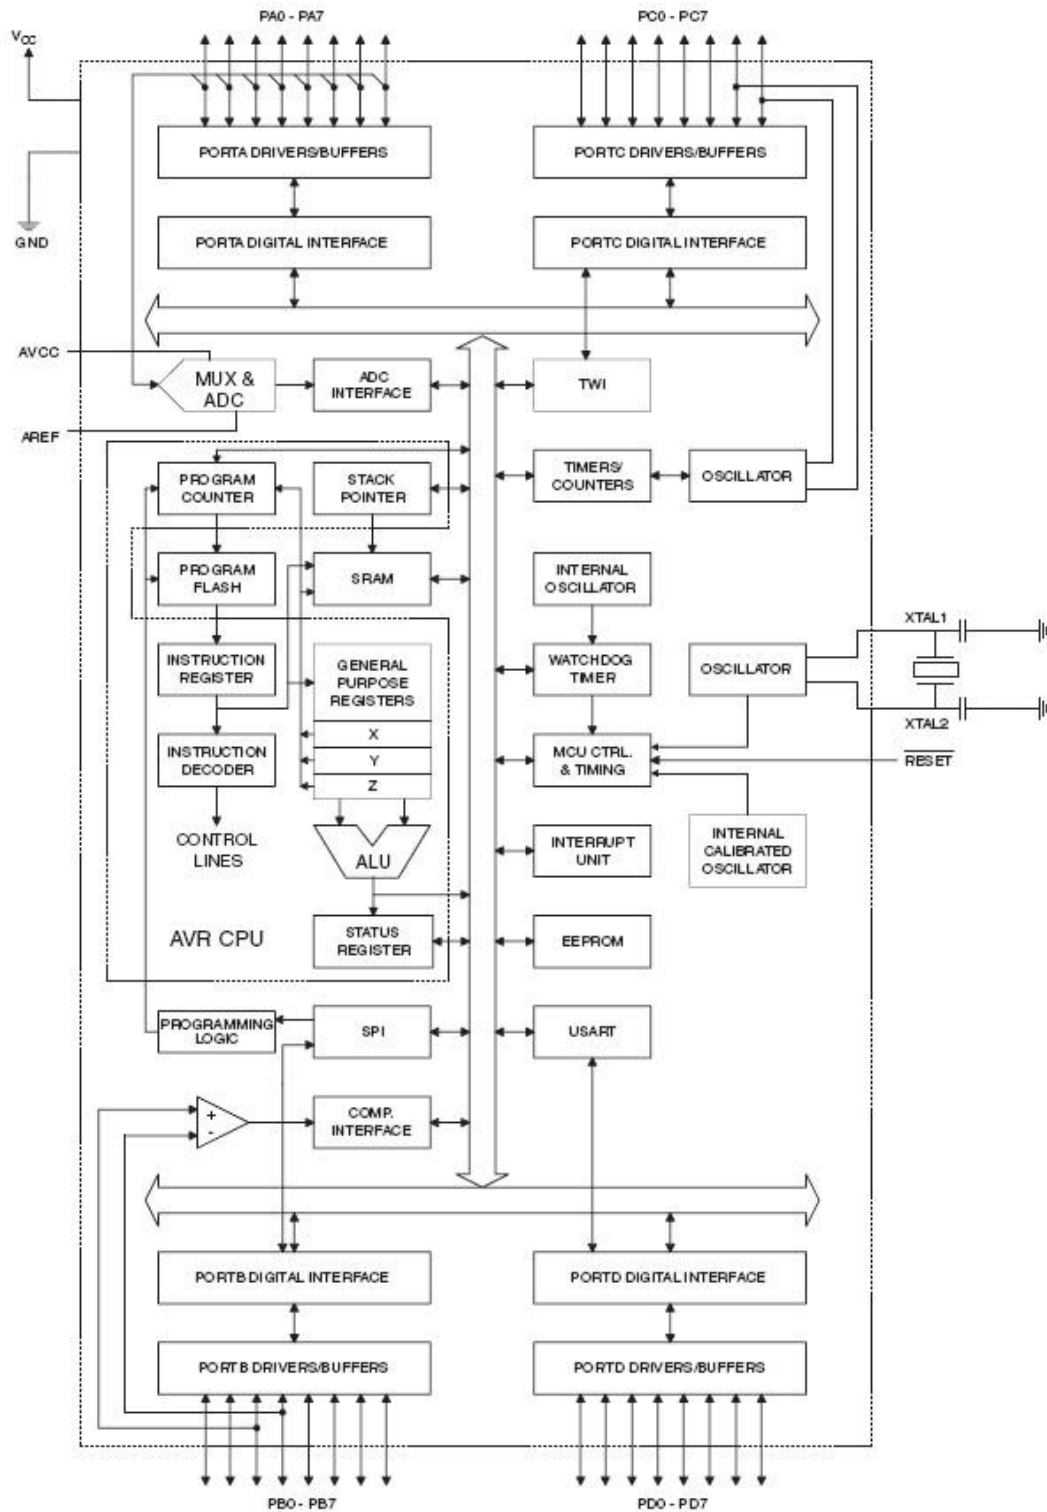 PA0 - PA7
PC0 - PC7
VCC
PORTA DRIVERS/BUFFERS
PORTC DRIVERS/BUFFERS
GND
PORTA DIGITAL INTERFACE
PORTC DIGITAL INTERFACE
AVCC
MUX &
ADC
ADC
INTERFACE
TWI
AREF
PROGRAM
COUNTER
STACK
POINTER
TIMERS/
COUNTERS
OSCILLATOR
PROGRAM
FLASH
SRAM
INTERNAL
OSCILLATOR
XTAL1
INSTRUCTION
REGISTER
GENERAL
PURPOSE
REGISTERS
WATCHDOG
TIMER
OSCILLATOR
XTAL2
X
Y
Z
INSTRUCTION
DECODER
MCU CTRL.
& TIMING
RESET
CONTROL
LINES
ALU
INTERRUPT
UNIT
INTERNAL
CALIBRATED
OSCILLATOR
AVR CPU
STATUS
REGISTER
EEPROM
PROGRAMMING
LOGIC
SPI
USART
+
-
COMP.
INTERFACE
PORTB DIGITAL INTERFACE
PORTD DIGITAL INTERFACE
PORTB DRIVERS/BUFFERS
PORTD DRIVERS/BUFFERS
PB0 - PB7
PD0 - PD7